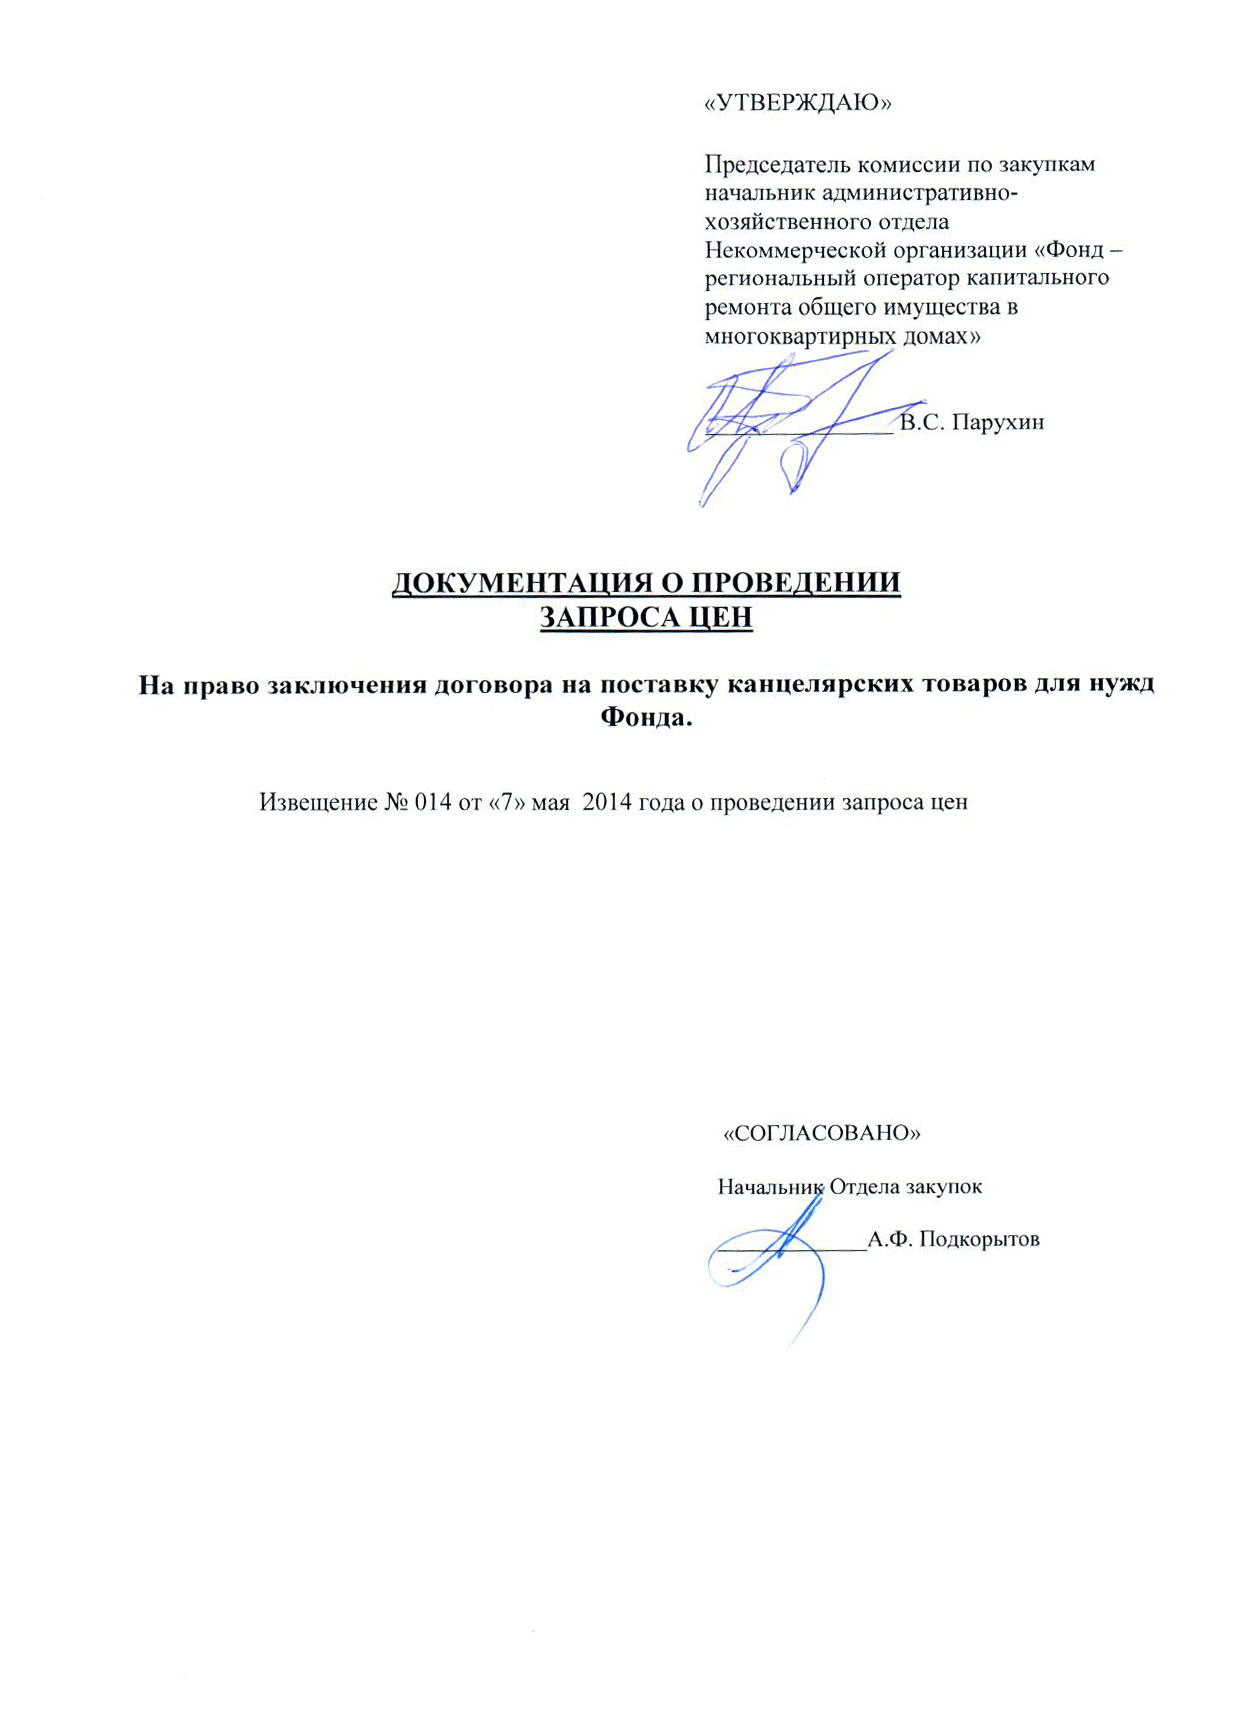 «УТВЕРЖДАЮ»
Председатель комиссии по закупкам
начальник административно-
хозяйственного отдела
Некоммерческой организации «Фонд –
региональный оператор капитального
ремонта общего имущества в
многоквартирных домах»
_______________ В.С. Парухин
ДОКУМЕНТАЦИЯ О ПРОВЕДЕНИИ
ЗАПРОСА ЦЕН
На право заключения договора на поставку канцелярских товаров для нужд
Фонда.
Извещение № 014 от «7» мая 2014 года о проведении запроса цен
«СОГЛАСОВАНО»
Начальник Отдела закупок
_____________А.Ф. Подкорытов